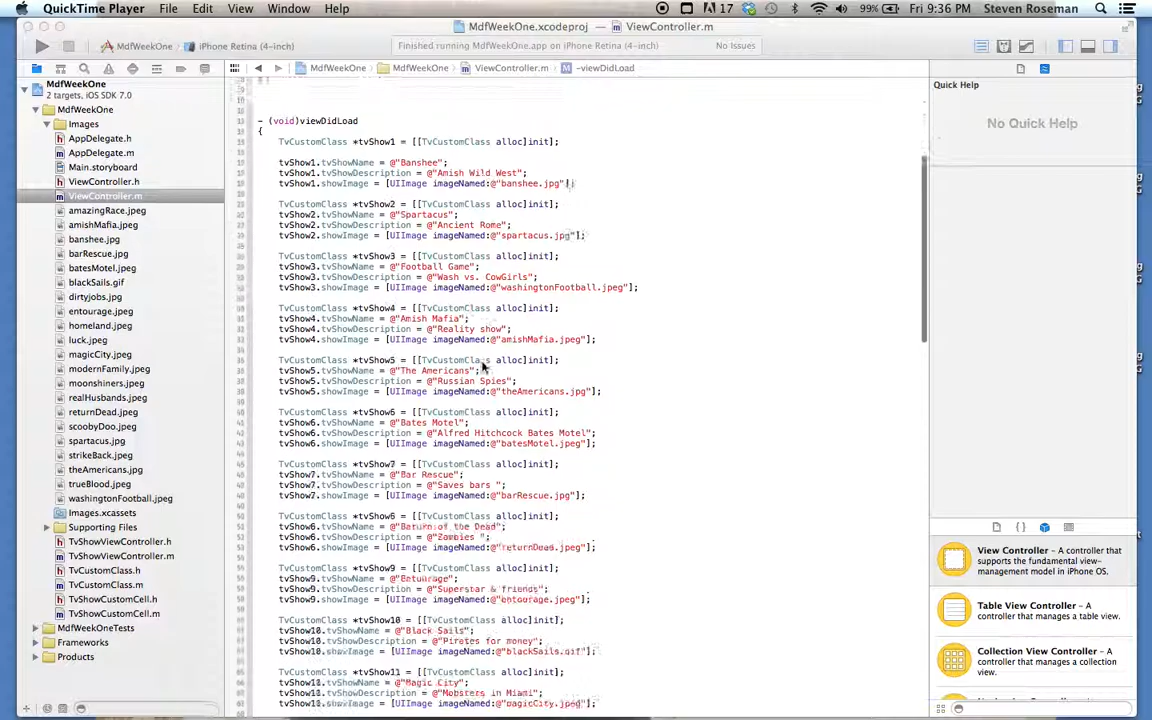 QuickTime Player File Edit View Window Help 17 99% Fri 9:36 PM Steven Roseman
MdfWeekOne.xcodeproj — ViewController.m
MdfWeekOne iPhone Retina (4-inch) Finished running MdfWeekOne.app on iPhone Retina (4-inch) No Issues
MdfWeekOne MdfWeekOne ViewController.m -viewDidLoad
MdfWeekOne
2 targets, iOS SDK 7.0
MdfWeekOne
Images
AppDelegate.h
AppDelegate.m
Main.storyboard
ViewController.h
ViewController.m
amazingRace.jpeg
amishMafia.jpeg
banshee.jpg
barRescue.jpg
batesMotel.jpeg
blackSails.gif
dirtyjobs.jpg
entourage.jpeg
homeland.jpeg
luck.jpeg
magicCity.jpeg
modernFamily.jpeg
moonshiners.jpeg
realHusbands.jpeg
returnDead.jpeg
scoobyDoo.jpeg
spartacus.jpg
strikeBack.jpeg
theAmericans.jpg
trueBlood.jpeg
washingtonFootball.jpeg
Images.xcassets
Supporting Files
TvShowViewController.h
TvShowViewController.m
TvCustomClass.h
TvCustomClass.m
TvShowCustomCell.h
TvShowCustomCell.m
MdfWeekOneTests
Frameworks
Products
- (void)viewDidLoad
{
TvCustomClass *tvShow1 = [[TvCustomClass alloc]init];
tvShow1.tvShowName = @"Banshee";
tvShow1.tvShowDescription = @"Amish Wild West";
tvShow1.showImage = [UIImage imageNamed:@"banshee.jpg"];
TvCustomClass *tvShow2 = [[TvCustomClass alloc]init];
tvShow2.tvShowName = @"Spartacus";
tvShow2.tvShowDescription = @"Ancient Rome";
tvShow2.showImage = [UIImage imageNamed:@"spartacus.jpg"];
TvCustomClass *tvShow3 = [[TvCustomClass alloc]init];
tvShow3.tvShowName = @"Football Game";
tvShow3.tvShowDescription = @"Wash vs. CowGirls";
tvShow3.showImage = [UIImage imageNamed:@"washingtonFootball.jpeg"];
TvCustomClass *tvShow4 = [[TvCustomClass alloc]init];
tvShow4.tvShowName = @"Amish Mafia";
tvShow4.tvShowDescription = @"Reality show";
tvShow4.showImage = [UIImage imageNamed:@"amishMafia.jpeg"];
TvCustomClass *tvShow5 = [[TvCustomClass alloc]init];
tvShow5.tvShowName = @"The Americans";
tvShow5.tvShowDescription = @"Russian Spies";
tvShow5.showImage = [UIImage imageNamed:@"theAmericans.jpg"];
TvCustomClass *tvShow6 = [[TvCustomClass alloc]init];
tvShow6.tvShowName = @"Bates Motel";
tvShow6.tvShowDescription = @"Alfred Hitchcock Bates Motel";
tvShow6.showImage = [UIImage imageNamed:@"batesMotel.jpeg"];
TvCustomClass *tvShow7 = [[TvCustomClass alloc]init];
tvShow7.tvShowName = @"Bar Rescue";
tvShow7.tvShowDescription = @"Saves bars ";
tvShow7.showImage = [UIImage imageNamed:@"barRescue.jpg"];
TvCustomClass = [[TvCustomClass alloc]init];
of the Dead";
@"Zombies ";
[UIImage imageNamed:@"returnDead.jpeg"];
TvCustomClass *tvShow9 = [[TvCustomClass alloc]init];
tvShow9.tvShowName =
tvShow9.tvShowDescription = @"Superstar & friends";
tvShow9.showImage = [UIImage imageNamed:@"entourage.jpeg"];
TvCustomClass *tvShow10 = [[TvCustomClass alloc]init];
tvShow10.tvShowName = @"Black Sails";
tvShow10.tvShowDescription = @"Pirates for money";
tvShow10.showImage = [UIImage imageNamed:@"blackSails.gif"];
TvCustomClass *tvShow11 = [[TvCustomClass alloc]init];
tvShow11.tvShowName = @"Magic City";
tvShow11.tvShowDescription = @"Mobsters in Miami";
tvShow11.showImage = [UIImage imageNamed:@"magicCity.jpeg"];
Quick Help
No Quick Help
View Controller – A controller that supports the fundamental view-
management model in iPhone OS.
Table View Controller – A
controller that manages a table view.
Collection View Controller – A
controller that manages a collection
view.